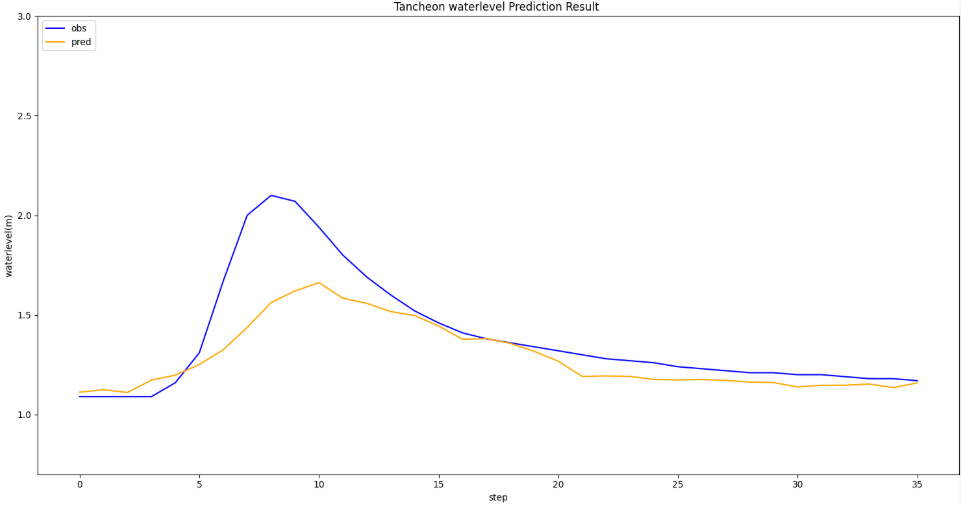 Tancheon waterlevel Prediction Result
obs
pred
3.0
2.5
2.0
1.5
1.0
waterlevel(m)
0 5 10 15 20 25 30 35
step